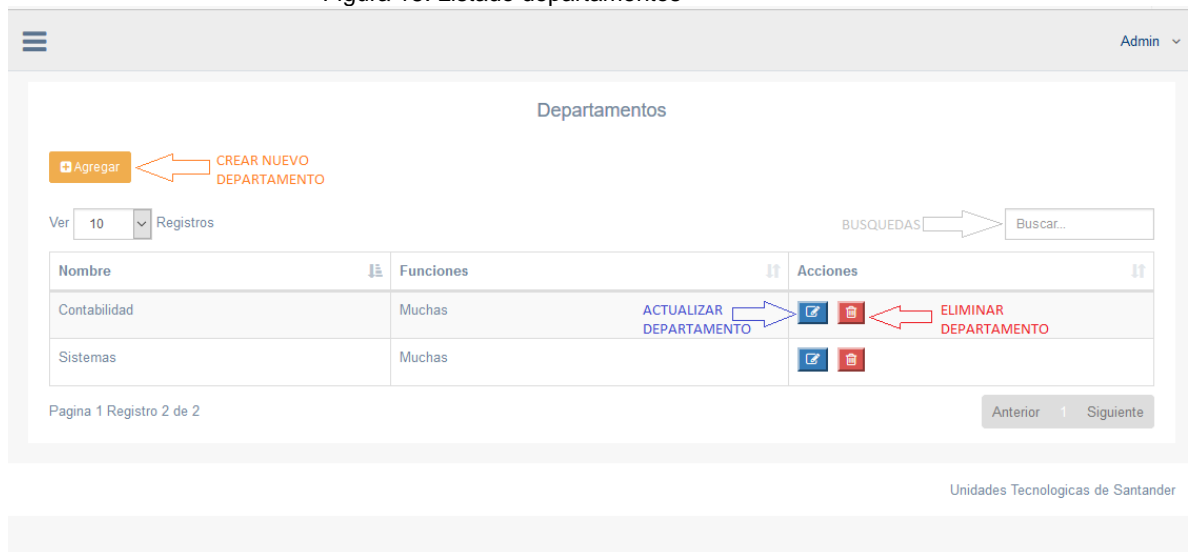 Admin
Departamentos
Agregar
CREAR NUEVO
DEPARTAMENTO
Ver 10 Registros
BUSQUEDAS
Buscar...
Nombre Funciones Acciones
Contabilidad Muchas
ACTUALIZAR
DEPARTAMENTO
ELIMINAR
DEPARTAMENTO
Sistemas Muchas
Pagina 1 Registro 2 de 2
Anterior 1 Siguiente
Unidades Tecnologicas de Santander